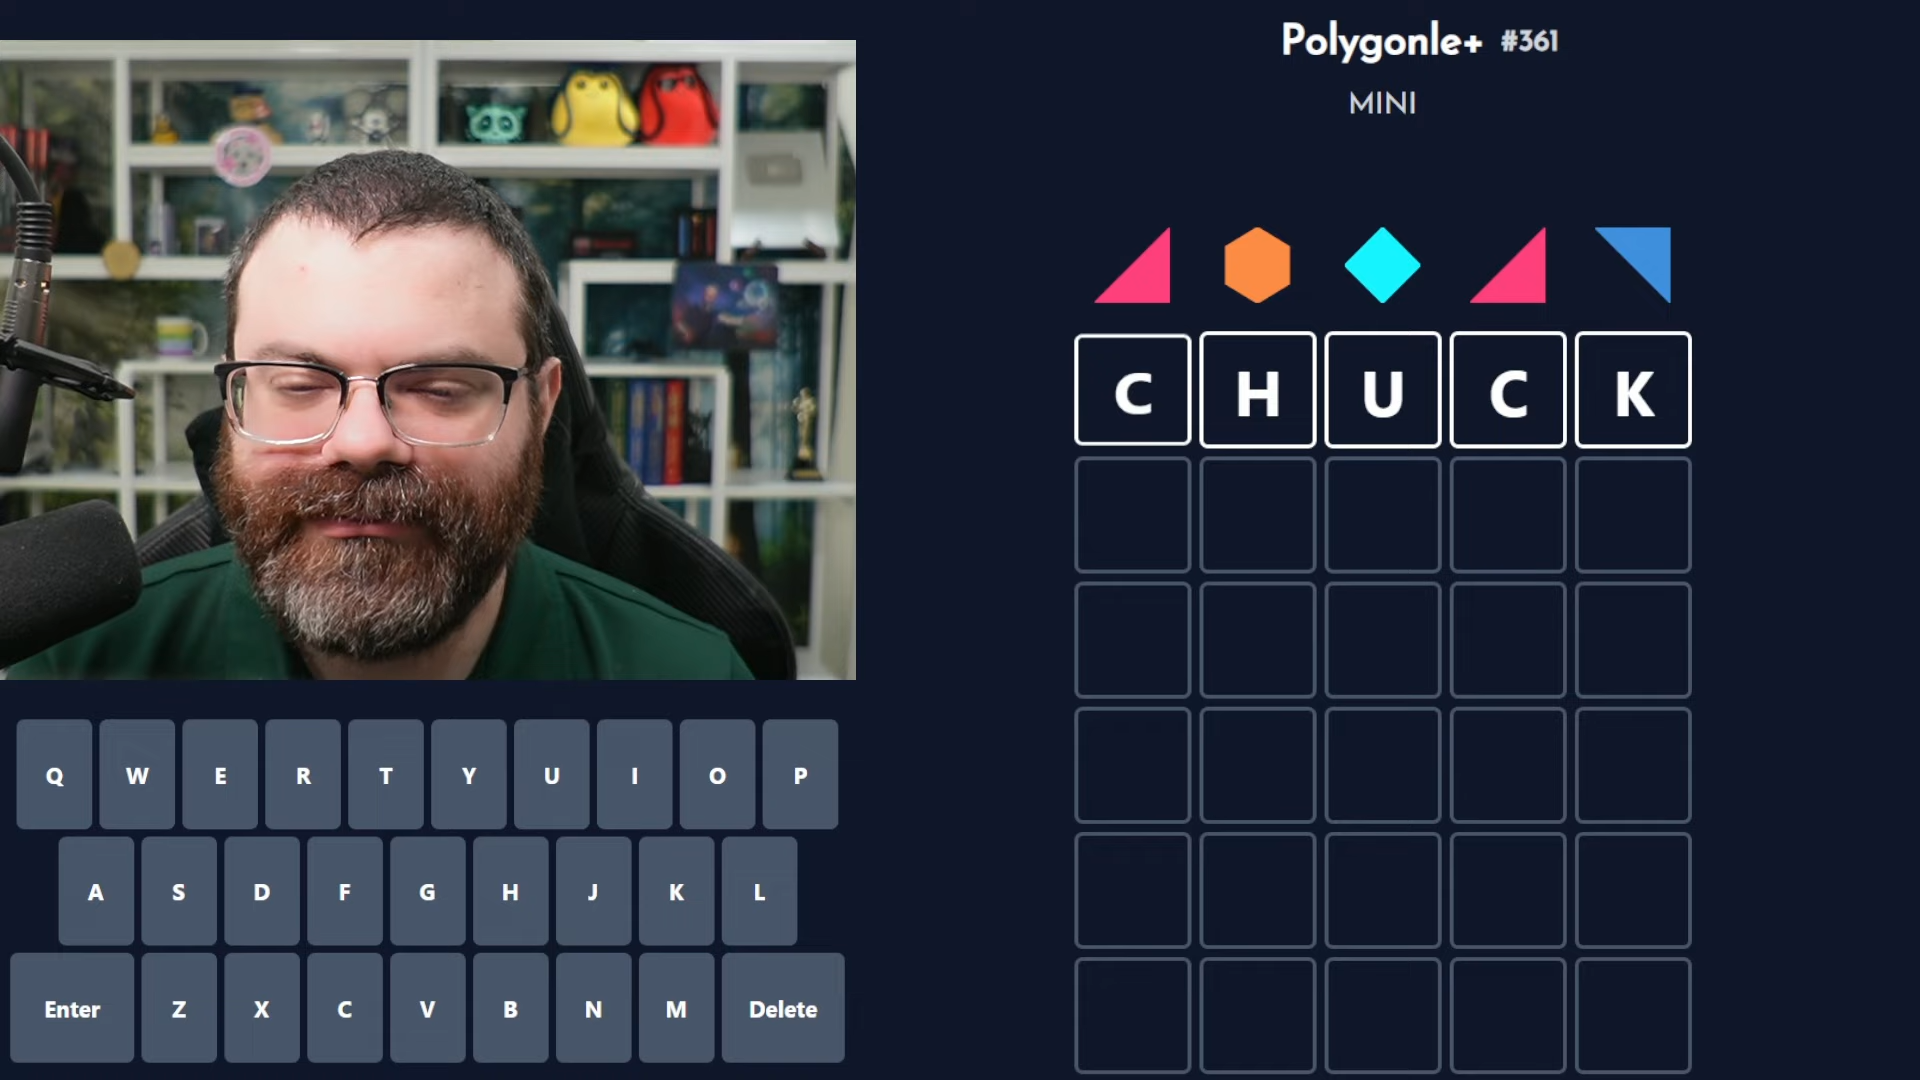 Polygonle+ #361
MINI
C H U C K
Q W E R T Y U I O P
A S D F G H J K L
Enter Z X C V B N M Delete